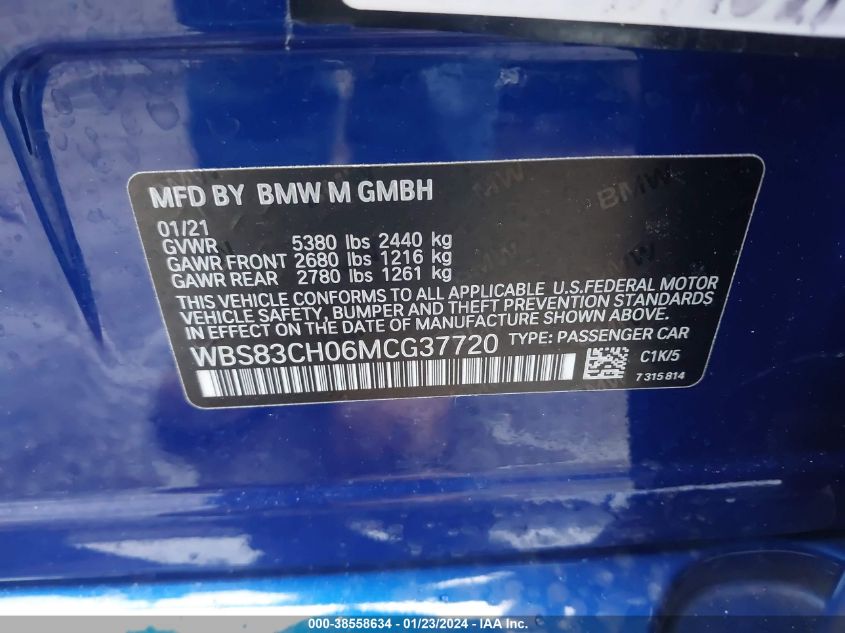 MFD BY BMW M GMBH
01/21
GVWR 5380 lbs 2440 kg
GAWR FRONT 2680 lbs 1216 kg
GAWR REAR 2780 lbs 1261 kg
THIS VEHICLE CONFORMS TO ALL APPLICABLE U.S.FEDERAL MOTOR
VEHICLE SAFETY, BUMPER AND THEFT PREVENTION STANDARDS
IN EFFECT ON THE DATE OF MANUFACTURE SHOWN ABOVE.
WBS83CH06MCG37720 TYPE: PASSENGER CAR
C1K/5
7 315 814
BMW
000-38558634 - 01/23/2024 - IAA Inc.